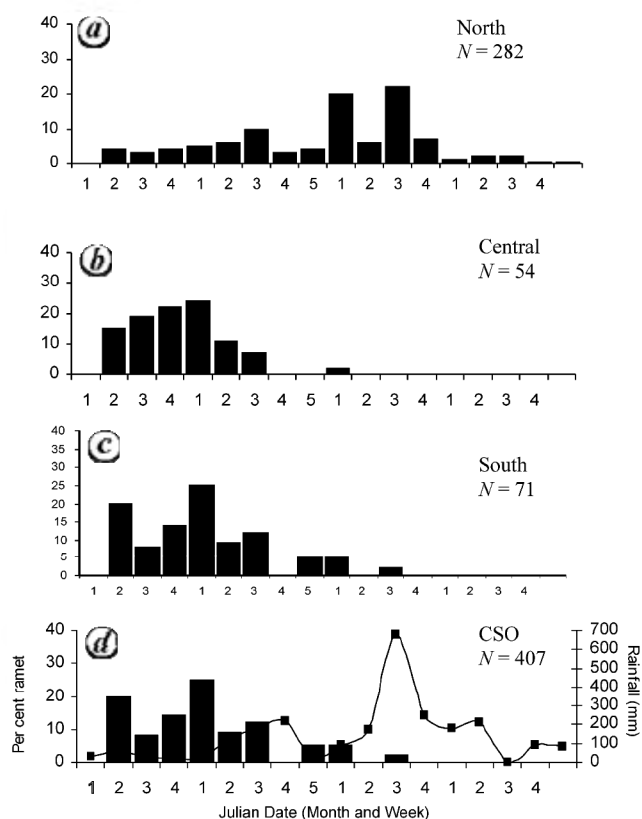 a
North
N = 282
40
30
20
10
0
1 2 3 4 1 2 3 4 5 1 2 3 4 1 2 3 4
b
Central
N = 54
40
30
20
10
0
1 2 3 4 1 2 3 4 5 1 2 3 4 1 2 3 4
c
South
N = 71
40
35
30
25
20
15
10
5
0
1 2 3 4 1 2 3 4 5 1 2 3 4 1 2 3 4
d
CSO
N = 407
Per cent ramet
40
30
20
10
0
700
600
500
400
300
200
100
0
Rainfall (mm)
1 2 3 4 1 2 3 4 5 1 2 3 4 1 2 3 4
Julian Date (Month and Week)